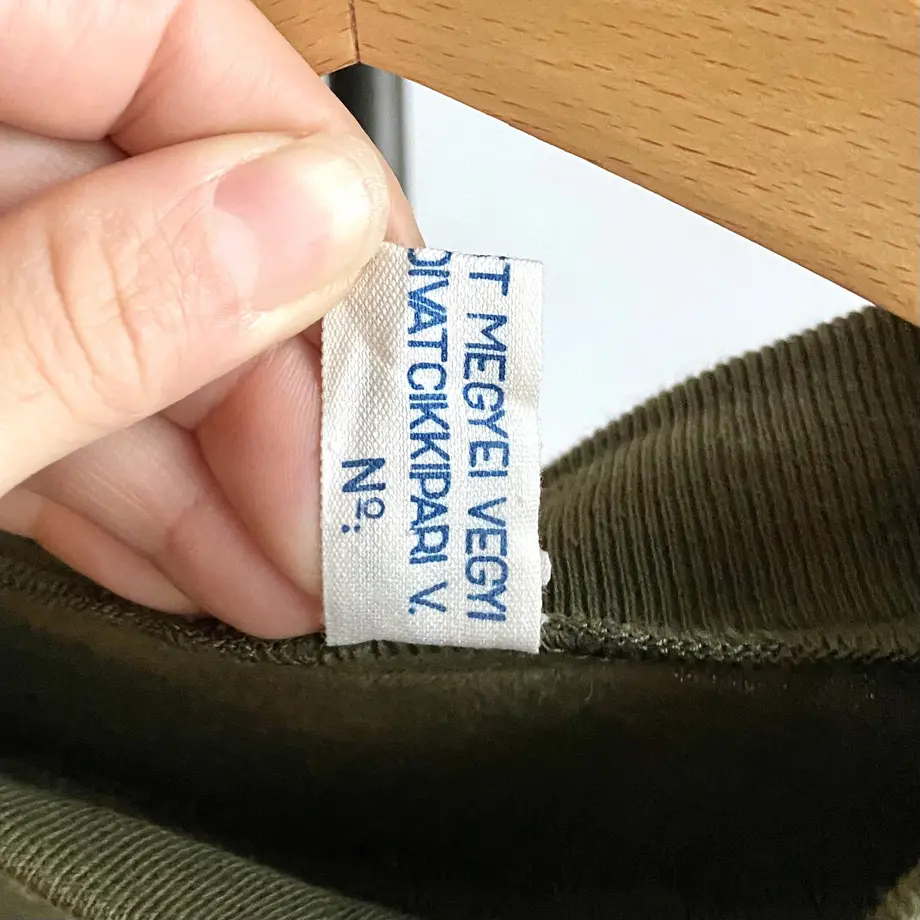 T MEGYEI VEGYI
DIVATCIKKIPARI V.
Nº.